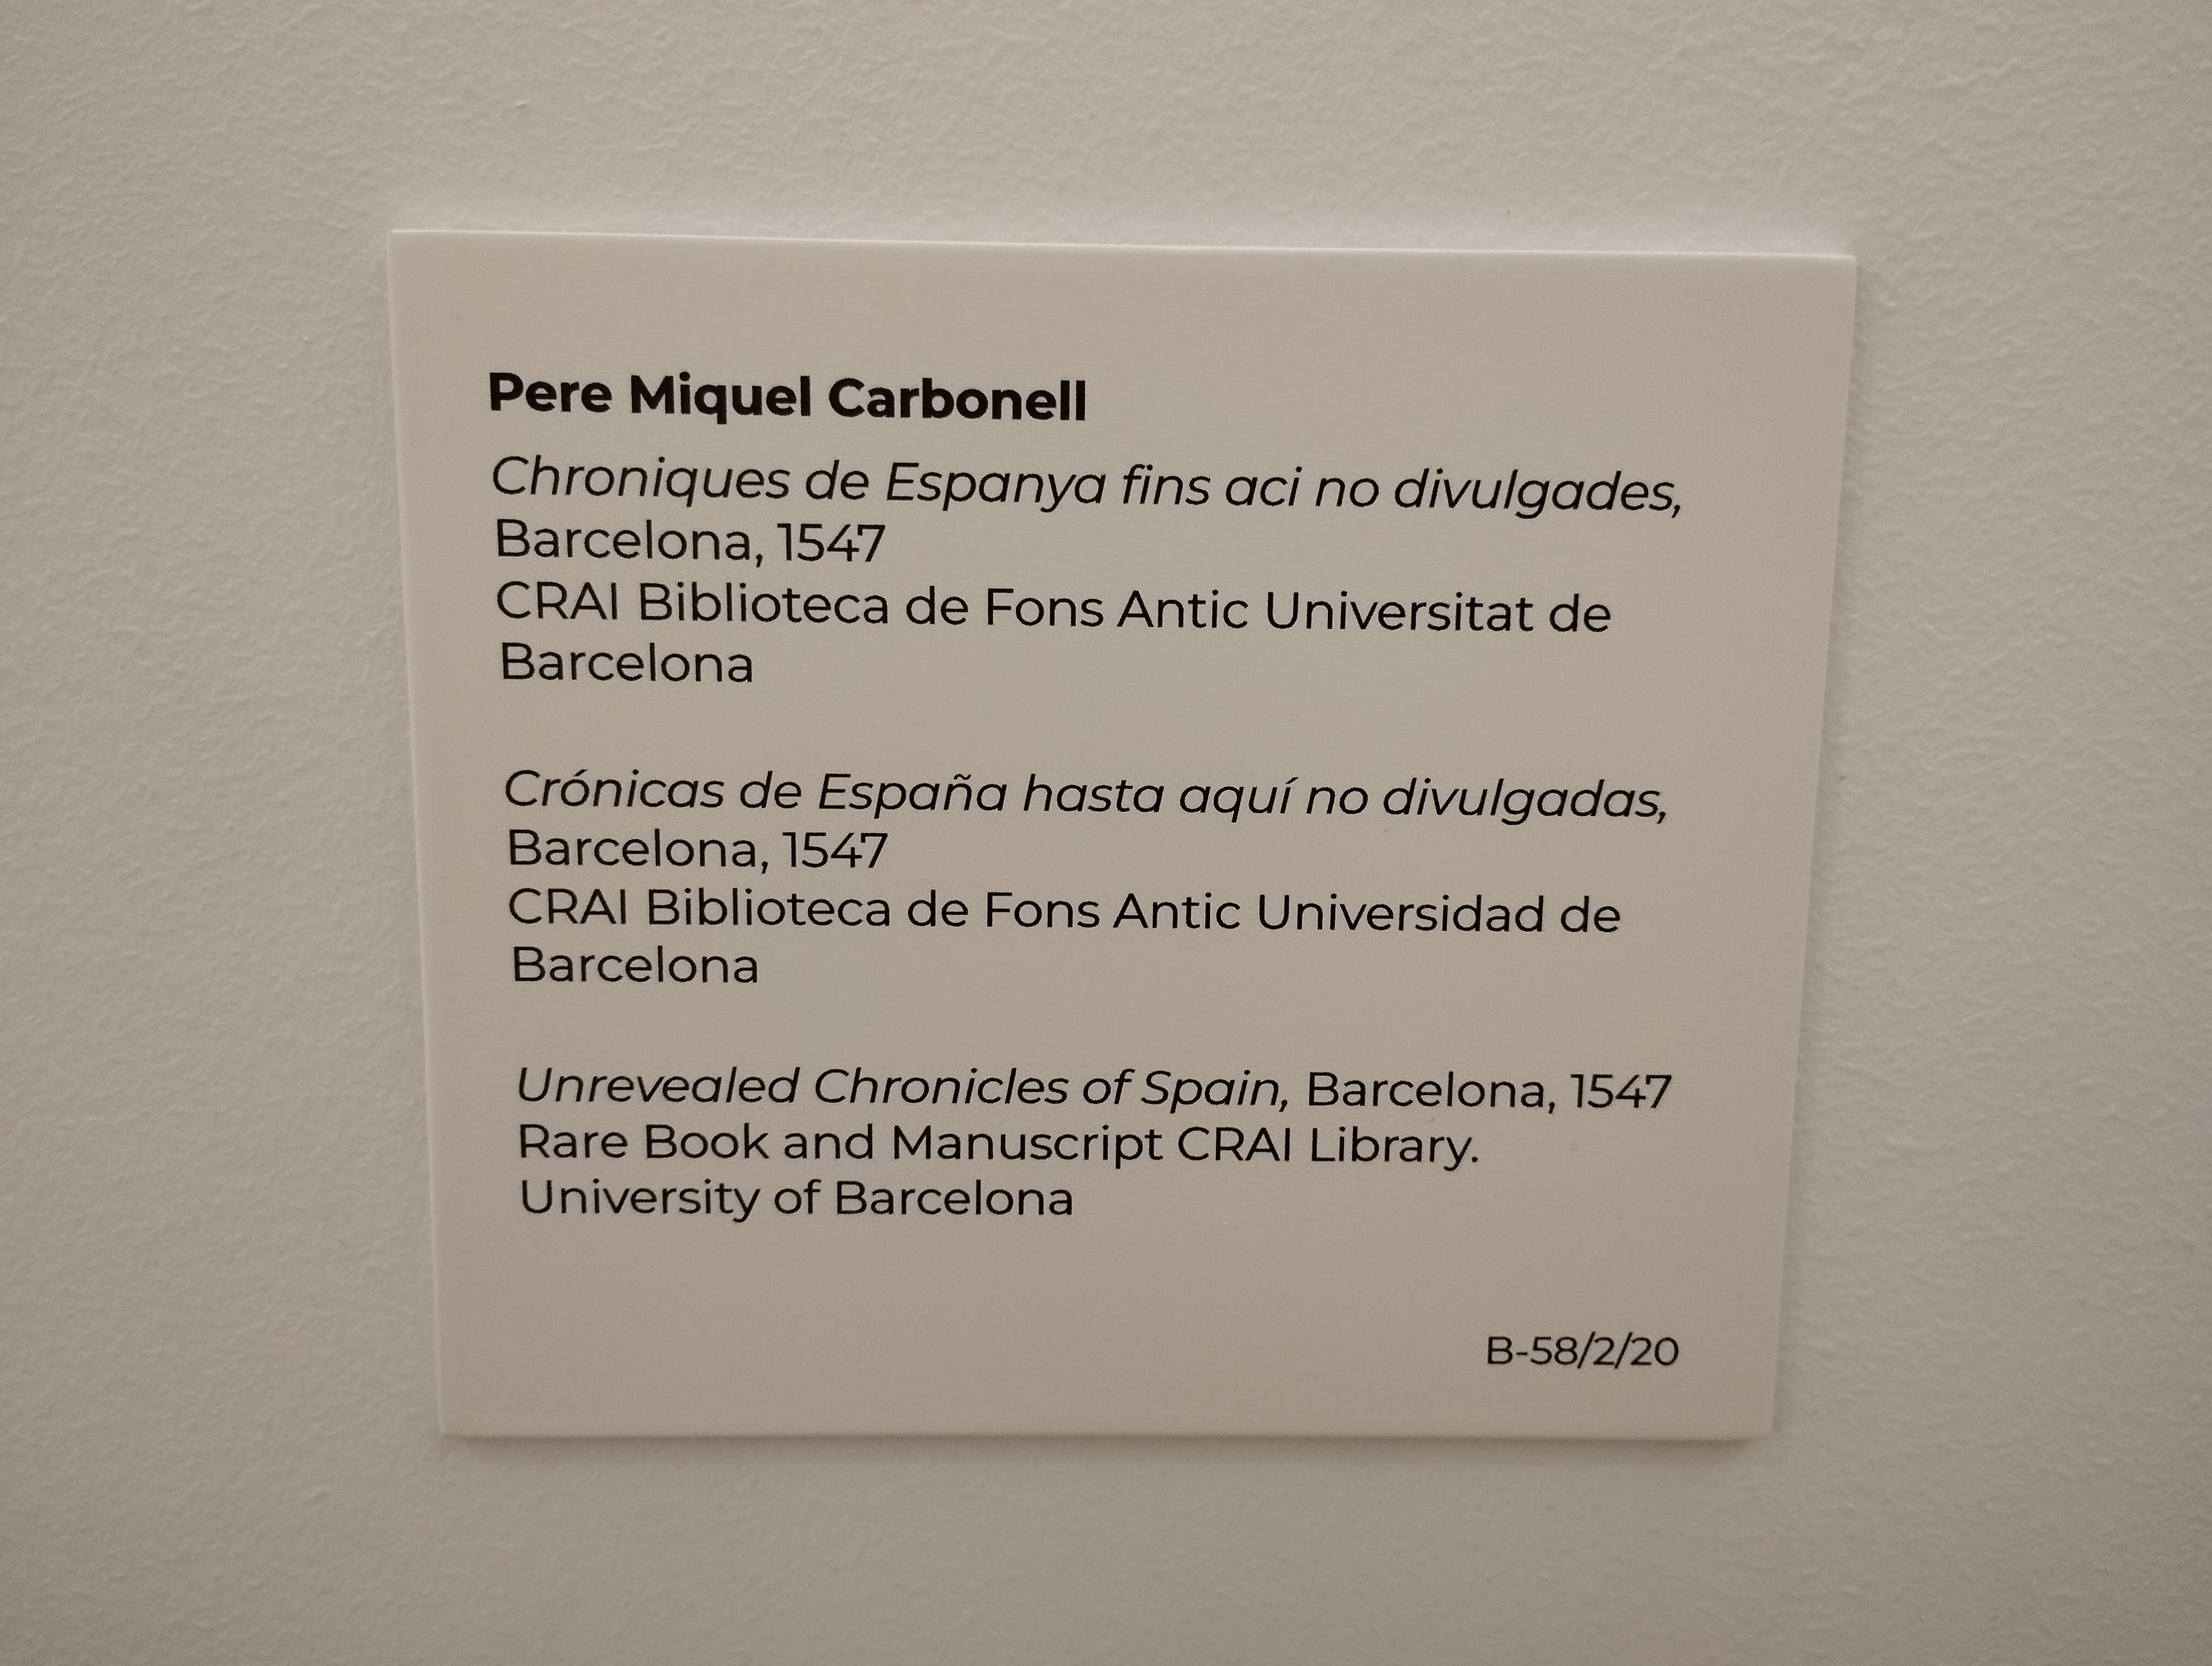 Pere Miquel Carbonell
Chroniques de Espanya fins aci no divulgades,
Barcelona, 1547
CRAI Biblioteca de Fons Antic Universitat de
Barcelona
Crónicas de España hasta aquí no divulgadas,
Barcelona, 1547
CRAI Biblioteca de Fons Antic Universidad de
Barcelona
Unrevealed Chronicles of Spain, Barcelona, 1547
Rare Book and Manuscript CRAI Library.
University of Barcelona
B-58/2/20